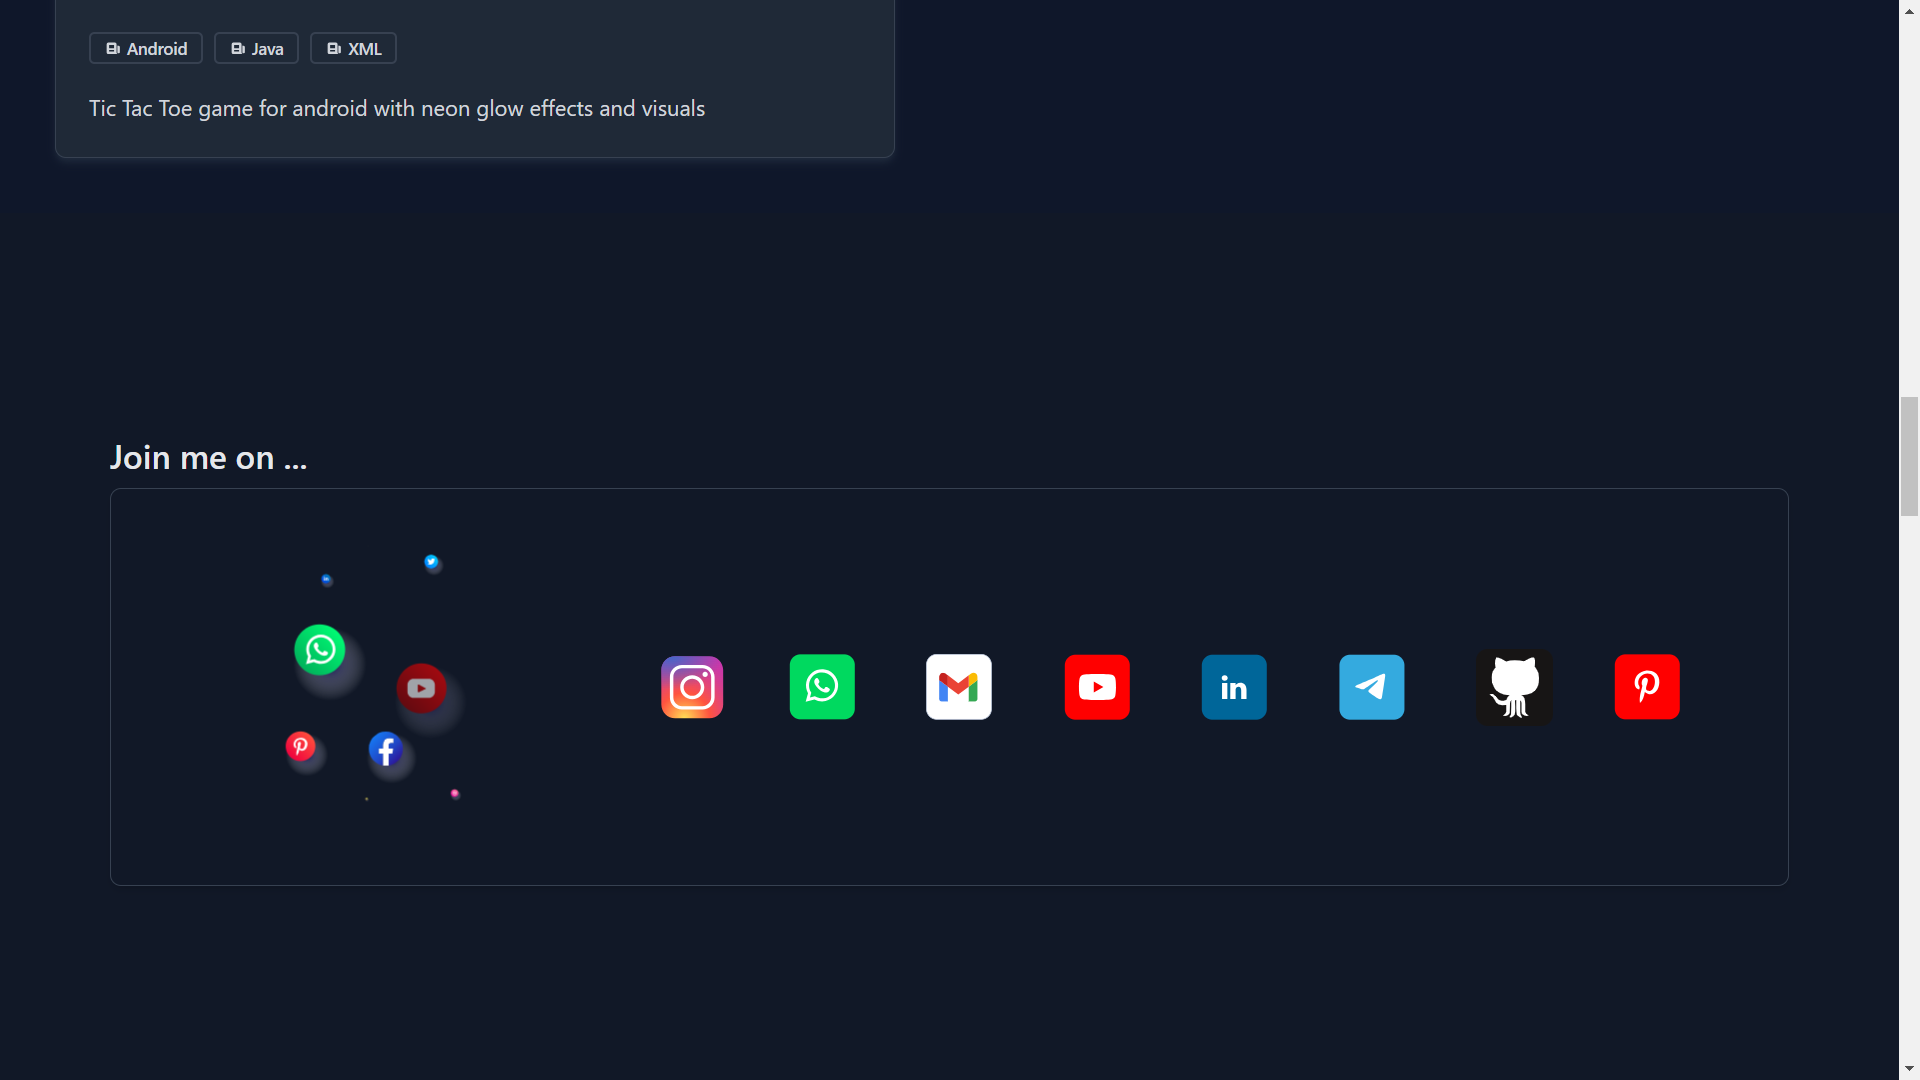 Android Java XML
Tic Tac Toe game for android with neon glow effects and visuals
Join me on ...
in